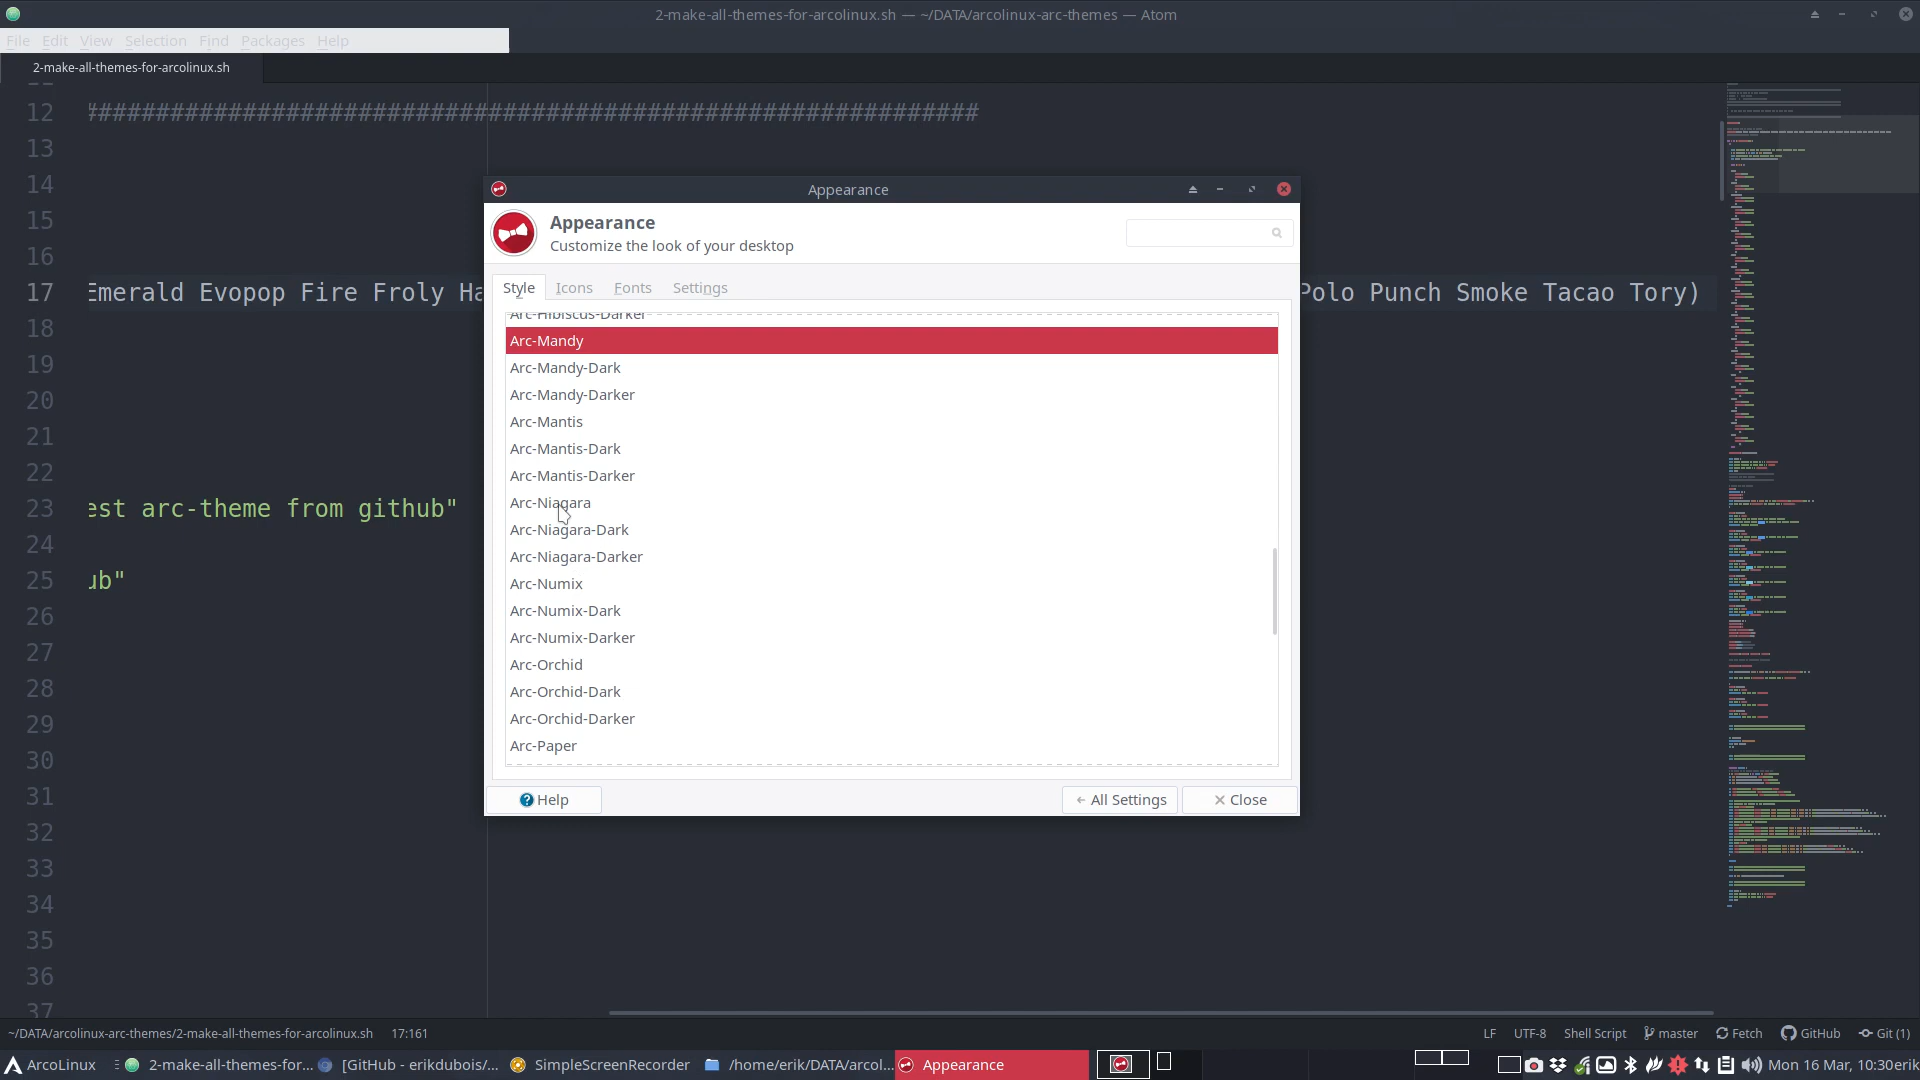 2-make-all-themes-for-arcolinux.sh — ~/DATA/arcolinux-arc-themes — Atom
File Edit View Selection Find Packages Help
2-make-all-themes-for-arcolinux.sh
12 ##############################################################
13
14
15
16
17 Emerald Evopop Fire Froly Ha Polo Punch Smoke Tacao Tory)
18
19
20
21
22
23 est arc-theme from github"
24
25 ub"
26
27
28
29
30
31
32
33
34
35
36
37
Appearance
Appearance
Customize the look of your desktop
Style Icons Fonts Settings
Arc-Hibiscus-Darker
Arc-Mandy
Arc-Mandy-Dark
Arc-Mandy-Darker
Arc-Mantis
Arc-Mantis-Dark
Arc-Mantis-Darker
Arc-Niagara
Arc-Niagara-Dark
Arc-Niagara-Darker
Arc-Numix
Arc-Numix-Dark
Arc-Numix-Darker
Arc-Orchid
Arc-Orchid-Dark
Arc-Orchid-Darker
Arc-Paper
Help All Settings Close
~/DATA/arcolinux-arc-themes/2-make-all-themes-for-arcolinux.sh 17:161 LF UTF-8 Shell Script master Fetch GitHub Git (1)
ArcoLinux 2-make-all-themes-for-... [GitHub - erikdubois/... SimpleScreenRecorder /home/erik/DATA/arcol... Appearance Mon 16 Mar, 10:30erik